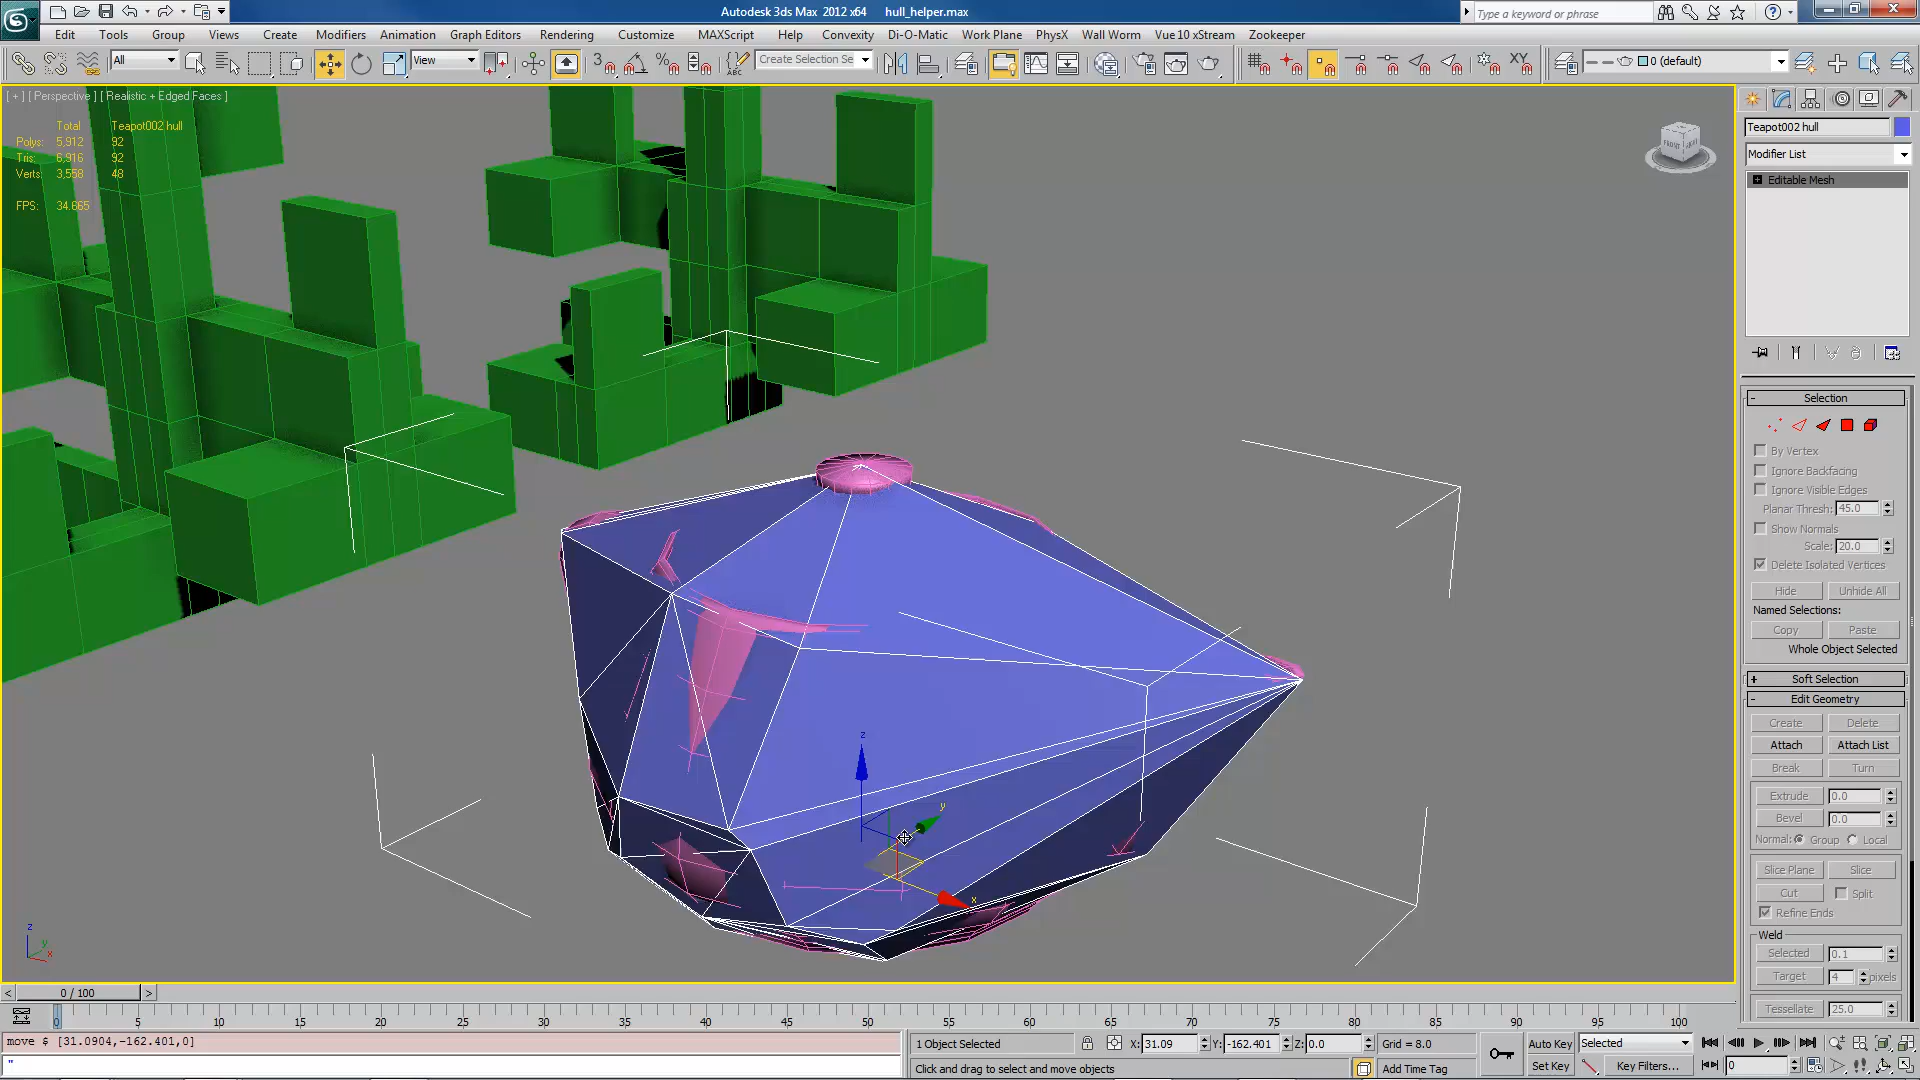 Autodesk 3ds Max 2012 x64 hull_helper.max
Type a keyword or phrase
Edit Tools Group Views Create Modifiers Animation Graph Editors Rendering Customize MAXScript Help Convexity Di-O-Matic Work Plane PhysX Wall Worm Vue 10 xStream Zookeeper
All View 3 Create Selection Se XY 0 (default)
[ + ] [ Perspective ] [ Realistic + Edged Faces ]
Total Teapot002 hull
Polys: 5,912 92
Tris: 6,916 92
Verts: 3,558 48
FPS: 34.665
FRONT
Teapot002 hull
Modifier List
Editable Mesh
Selection
By Vertex
Ignore Backfacing
Ignore Visible Edges
Planar Thresh: 45.0
Show Normals
Scale: 20.0
Delete Isolated Vertices
Hide Unhide All
Named Selections:
Copy Paste
Whole Object Selected
Soft Selection
Edit Geometry
Create Delete
Attach Attach List
Break Turn
Extrude 0.0
Bevel 0.0
Normal: Group Local
Slice Plane Slice
Cut Split
Refine Ends
Weld
Selected 0.1
Target 4 pixels
Tessellate 25.0
z
y
x
z
y
x
< 0 / 100 >
0 5 10 15 20 25 30 35 40 45 50 55 60 65 70 75 80 85 90 95 100
move $ [31.0904,-162.401,0]
"
1 Object Selected X: 31.09 Y: -162.401 Z: 0.0 Grid = 8.0 Auto Key Selected
Click and drag to select and move objects Add Time Tag Set Key Key Filters... 0